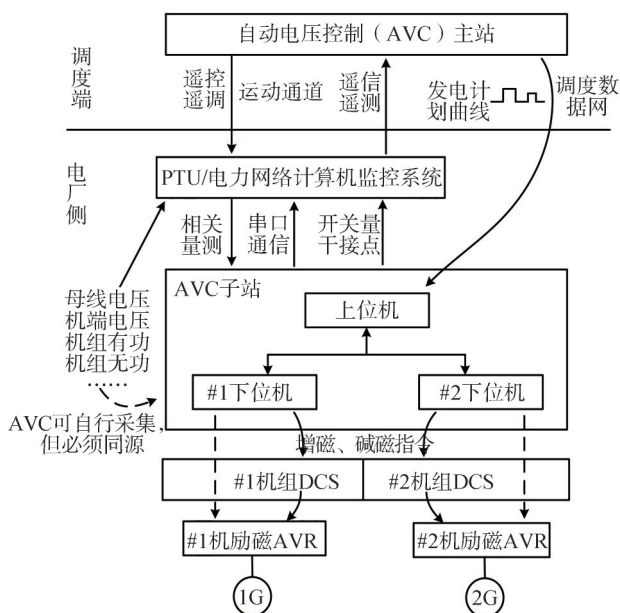 自动电压控制（AVC）主站
调度端
遥控
遥调
运动通道
遥信
遥测
发电计
划曲线
调度数
据网
电厂侧
PTU/电力网络计算机监控系统
相关
量测
串口
通信
开关量
干接点
母线电压
机端电压
机组有功
机组无功
……
AVC可自行采集，
但必须同源
AVC子站
上位机
#1下位机
#2下位机
增磁、碱磁指令
#1机组DCS
#2机组DCS
#1机励磁AVR
#2机励磁AVR
1G
2G